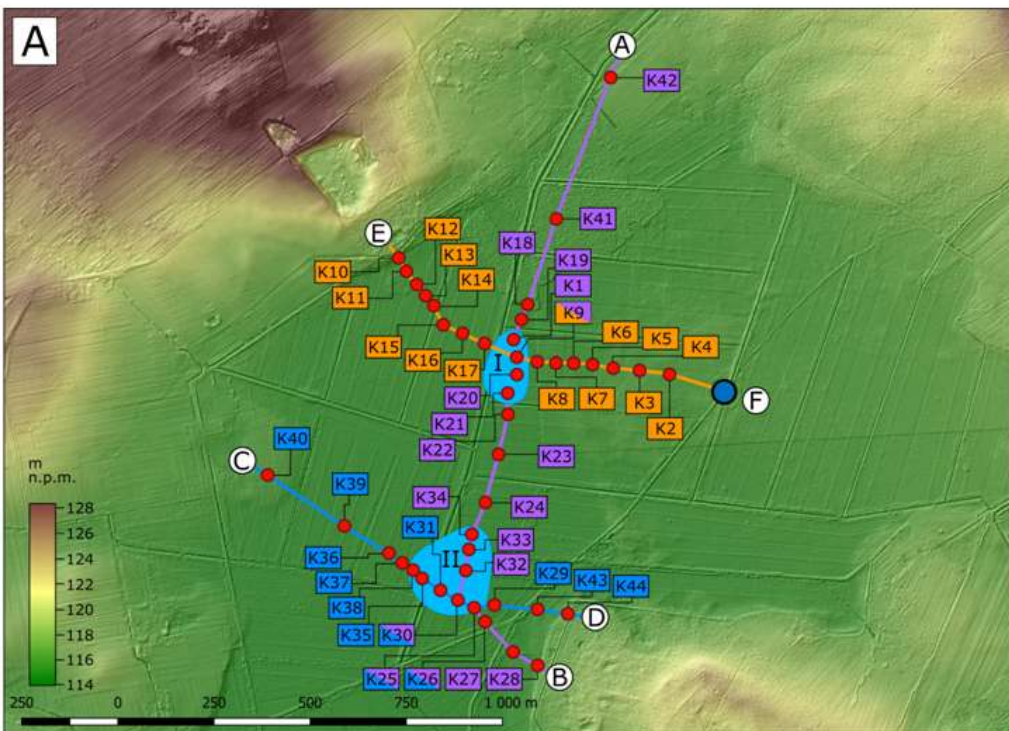 A
A
K42
K41
E
K12
K18
K13
K19
K10
K14
K1
K11
K9
K6
K5
K15
K4
K16
I
K17
K8
K7
K3
F
K20
K2
K21
K40
K22
C
K23
K39
m
n.p.m.
K34
128
K24
K31
126
K33
K36
II
K32
124
K29
K43
K44
122
K37
K38
120
K35
K30
D
118
K25
K26
K27
K28
B
116
114
250 0 250 500 750 1 000 m